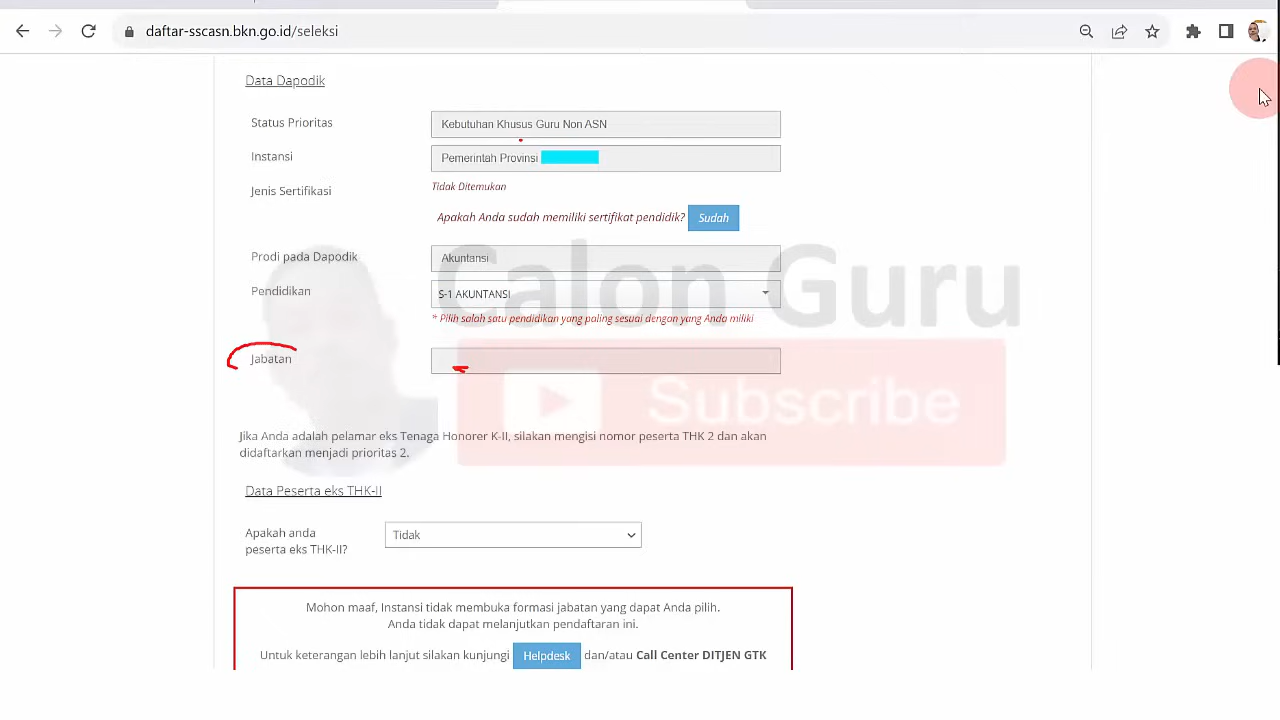 daftar-sscasn.bkn.go.id/seleksi
Data Dapodik
Status Prioritas
Kebutuhan Khusus Guru Non ASN
Instansi
Pemerintah Provinsi
Jenis Sertifikasi
Tidak Ditemukan
Apakah Anda sudah memiliki sertifikat pendidik? Sudah
Prodi pada Dapodik
Akuntansi
Calon Guru
Pendidikan
S-1 AKUNTANSI
* Pilih salah satu pendidikan yang paling sesuai dengan yang Anda miliki
Jabatan
Subscribe
Jika Anda adalah pelamar eks Tenaga Honorer K-II, silakan mengisi nomor peserta THK 2 dan akan
didaftarkan menjadi prioritas 2.
Data Peserta eks THK-II
Apakah anda
peserta eks THK-II?
Tidak
Mohon maaf, Instansi tidak membuka formasi jabatan yang dapat Anda pilih.
Anda tidak dapat melanjutkan pendaftaran ini.
Untuk keterangan lebih lanjut silakan kunjungi Helpdesk dan/atau Call Center DITJEN GTK